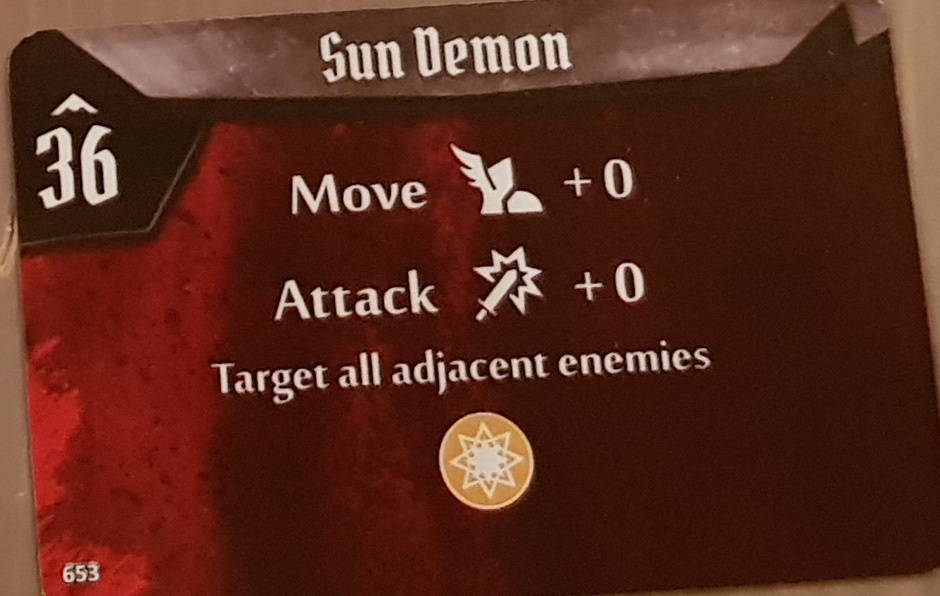 Sun Demon
36
Move + 0
Attack + 0
Target all adjacent enemies
653